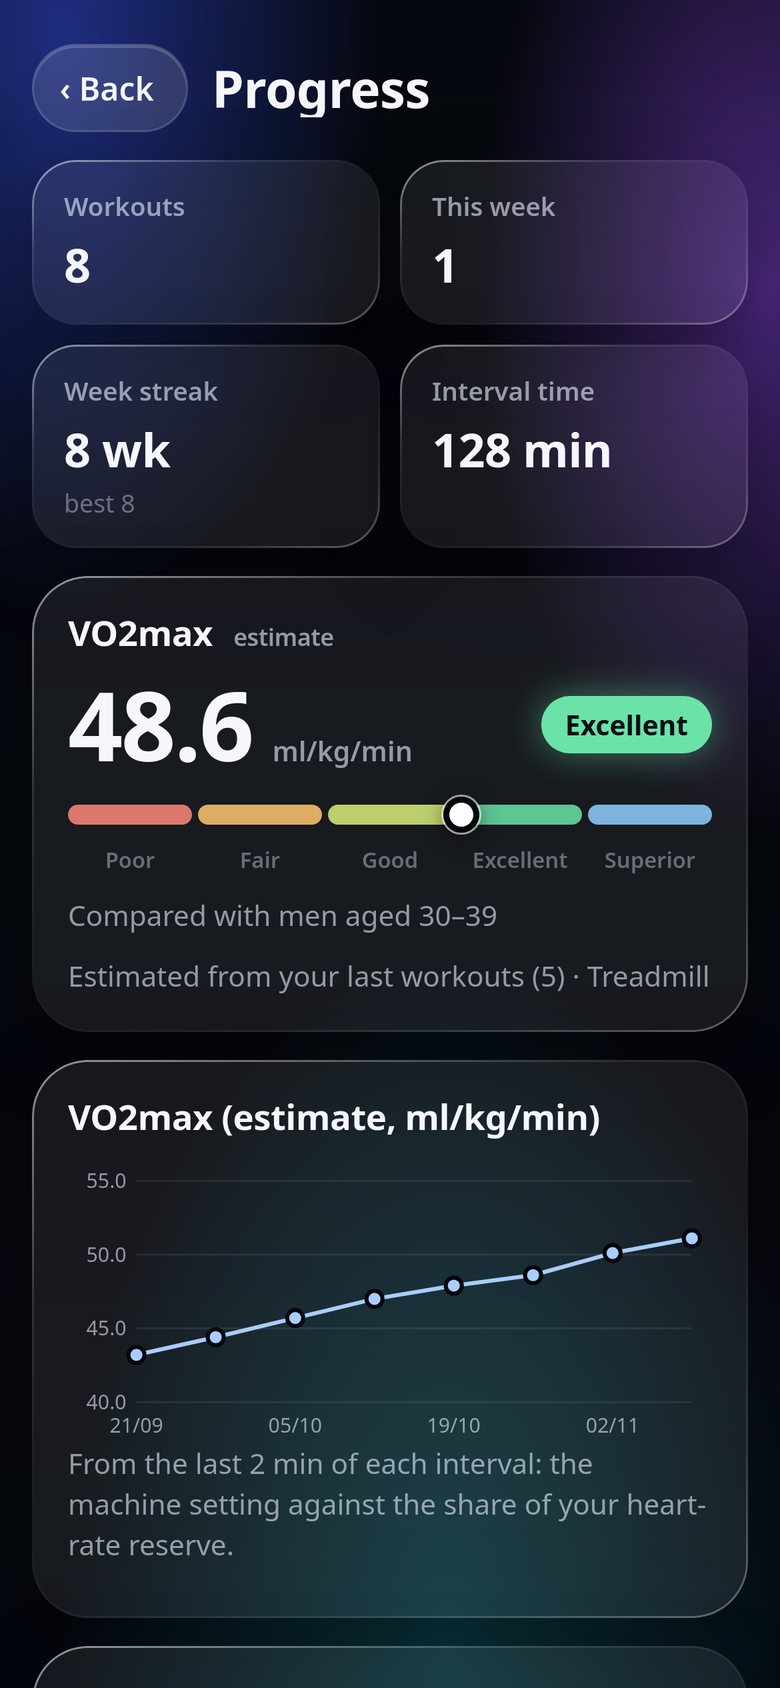 ‹ Back
Progress
Workouts
8
This week
1
Week streak
8 wk
best 8
Interval time
128 min
VO2max estimate
48.6 ml/kg/min
Excellent
Poor Fair Good Excellent Superior
Compared with men aged 30–39
Estimated from your last workouts (5) · Treadmill
VO2max (estimate, ml/kg/min)
55.0
50.0
45.0
40.0
21/09 05/10 19/10 02/11
From the last 2 min of each interval: the
machine setting against the share of your heart-
rate reserve.